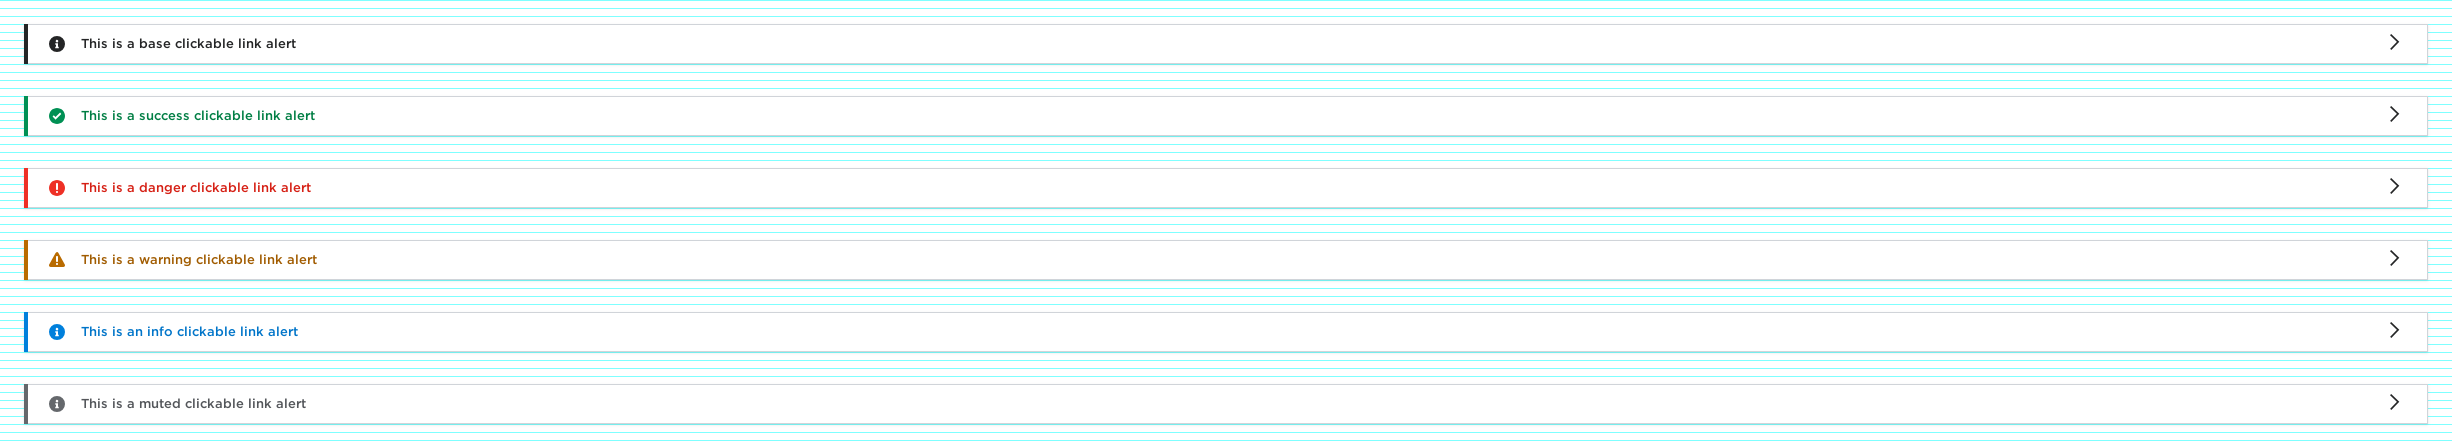 This is a base clickable link alert
This is a success clickable link alert
This is a danger clickable link alert
This is a warning clickable link alert
This is an info clickable link alert
This is a muted clickable link alert